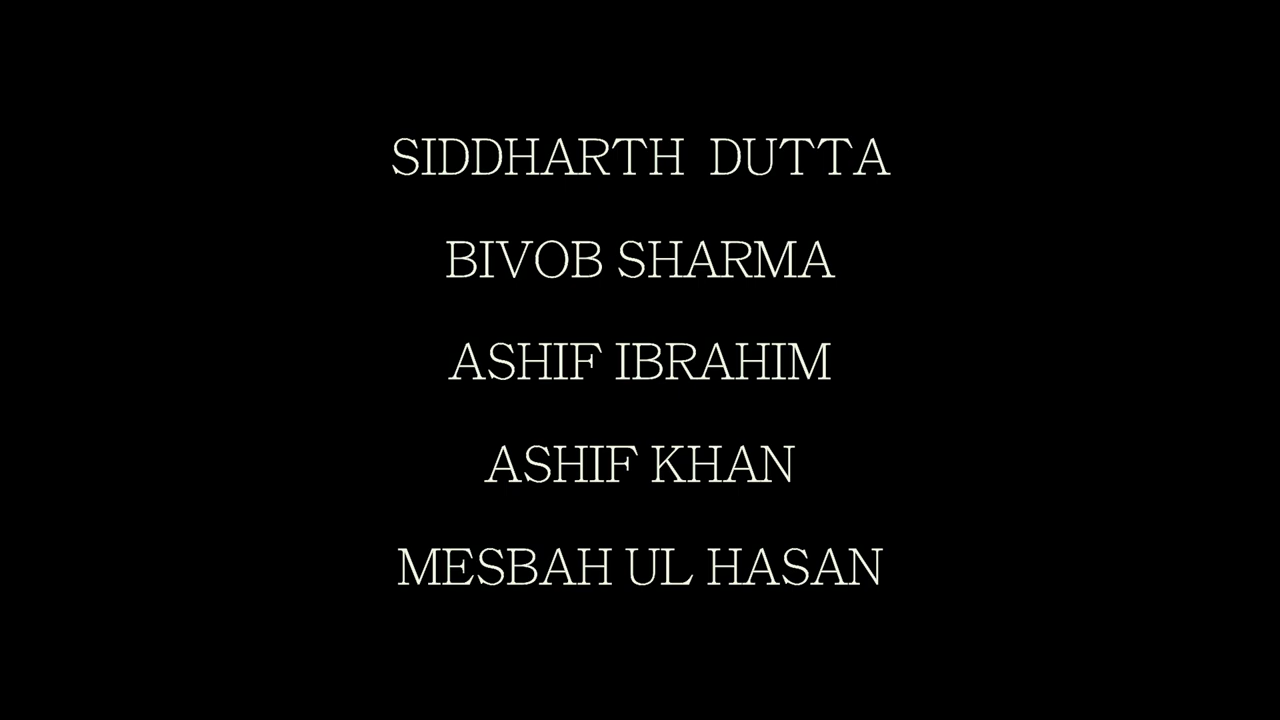 SIDDHARTH DUTTA
BIVOB SHARMA
ASHIF IBRAHIM
ASHIF KHAN
MESBAH UL HASAN